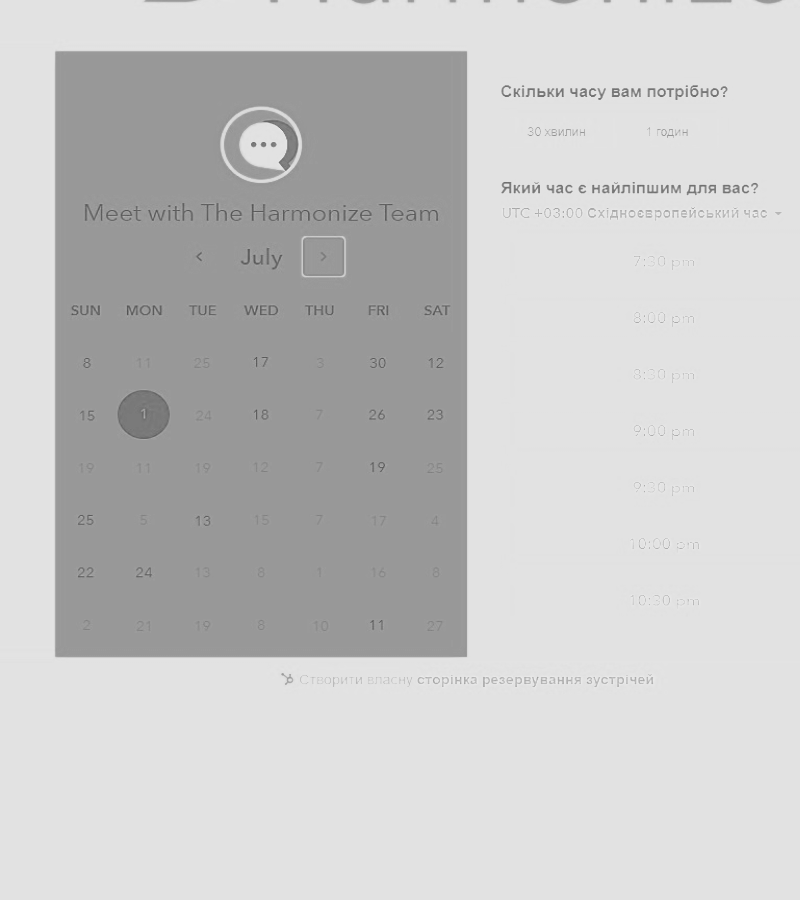 Harmonize
Meet with The Harmonize Team
July
SUN MON TUE WED THU FRI SAT
8 11 25 17 3 30 12
15 1 24 18 7 26 23
19 11 19 12 7 19 25
25 5 13 15 7 17 4
22 24 13 8 1 16 8
2 21 19 8 10 11 27
Скільки часу вам потрібно?
30 хвилин 1 годин
Який час є найліпшим для вас?
UTC +03:00 Східноєвропейський час
7:30 pm
8:00 pm
8:30 pm
9:00 pm
9:30 pm
10:00 pm
10:30 pm
Створити власну сторінка резервування зустрічей